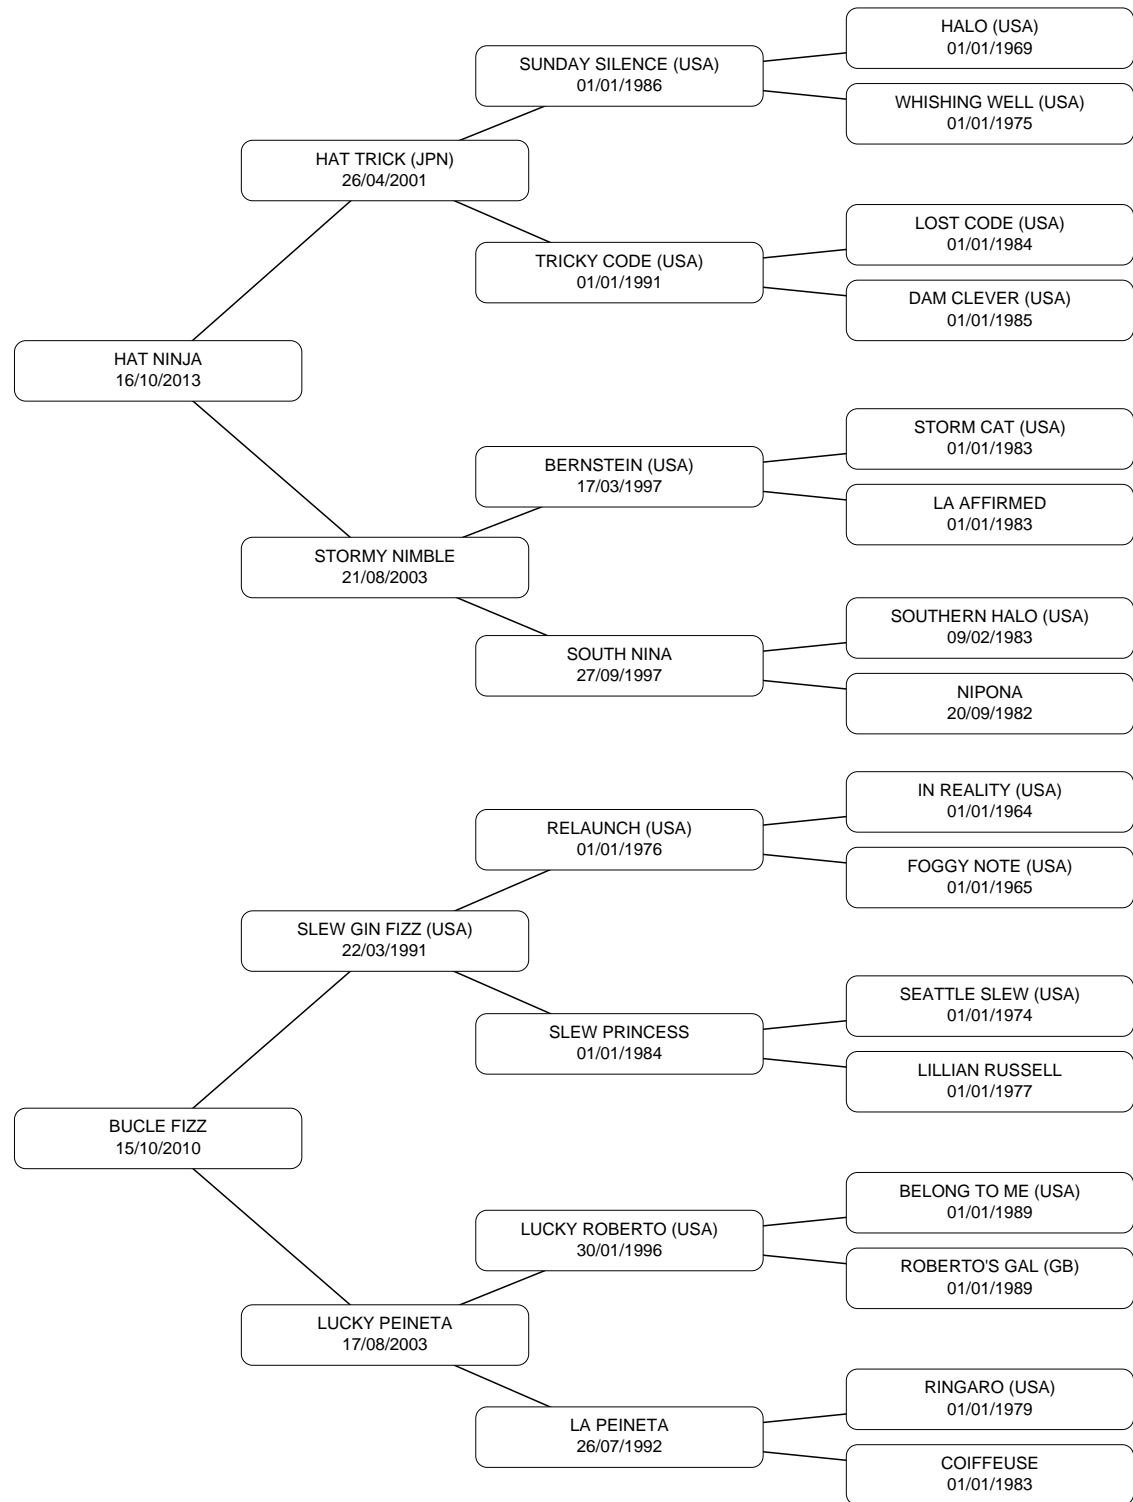 HALO (USA)
01/01/1969
SUNDAY SILENCE (USA)
01/01/1986
WHISHING WELL (USA)
01/01/1975
HAT TRICK (JPN)
26/04/2001
LOST CODE (USA)
01/01/1984
TRICKY CODE (USA)
01/01/1991
DAM CLEVER (USA)
01/01/1985
HAT NINJA
16/10/2013
STORM CAT (USA)
01/01/1983
BERNSTEIN (USA)
17/03/1997
LA AFFIRMED
01/01/1983
STORMY NIMBLE
21/08/2003
SOUTHERN HALO (USA)
09/02/1983
SOUTH NINA
27/09/1997
NIPONA
20/09/1982
IN REALITY (USA)
01/01/1964
RELAUNCH (USA)
01/01/1976
FOGGY NOTE (USA)
01/01/1965
SLEW GIN FIZZ (USA)
22/03/1991
SEATTLE SLEW (USA)
01/01/1974
SLEW PRINCESS
01/01/1984
LILLIAN RUSSELL
01/01/1977
BUCLE FIZZ
15/10/2010
BELONG TO ME (USA)
01/01/1989
LUCKY ROBERTO (USA)
30/01/1996
ROBERTO'S GAL (GB)
01/01/1989
LUCKY PEINETA
17/08/2003
RINGARO (USA)
01/01/1979
LA PEINETA
26/07/1992
COIFFEUSE
01/01/1983